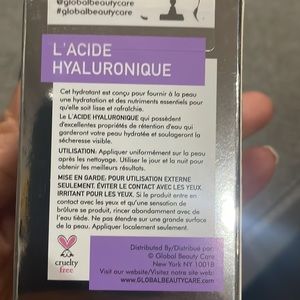 @globalbeautycare
#globalbeautycare
L'ACIDE
HYALURONIQUE
Cet hydratant est conçu pour fournir à la peau
une hydratation et des nutriments essentiels pour
qu'elle soit lisse et rafraîchie.
Le L'ACIDE HYALURONIQUE qui possèdent
d'excellentes propriétés de rétention d'eau qui
garderont votre peau hydratée et soulageront la
sécheresse visible.
UTILISATION: Appliquer uniformément sur la peau
après les nettoyage. Utiliser le jour et la nuit pour
obtenir les meilleurs résultats.
MISE EN GARDE: POUR UTILISATION EXTERNE
SEULEMENT. ÉVITER LE CONTACT AVEC LES YEUX.
IRRITANT POUR LES YEUX. Si le produit entre en
contact avec les yeux et qu'une sensation de
brûlure se produit, rincer abondamment avec de
l'eau tiède. Ne pas étendre sur une grande surface
de la peau. Appliquer localement seulement.
cruelty
free
Distributed By/Distribué par:
© Global Beauty Care
New York NY 10018
Visit our website/Visitez notre site web:
www.GLOBALBEAUTYCARE.com